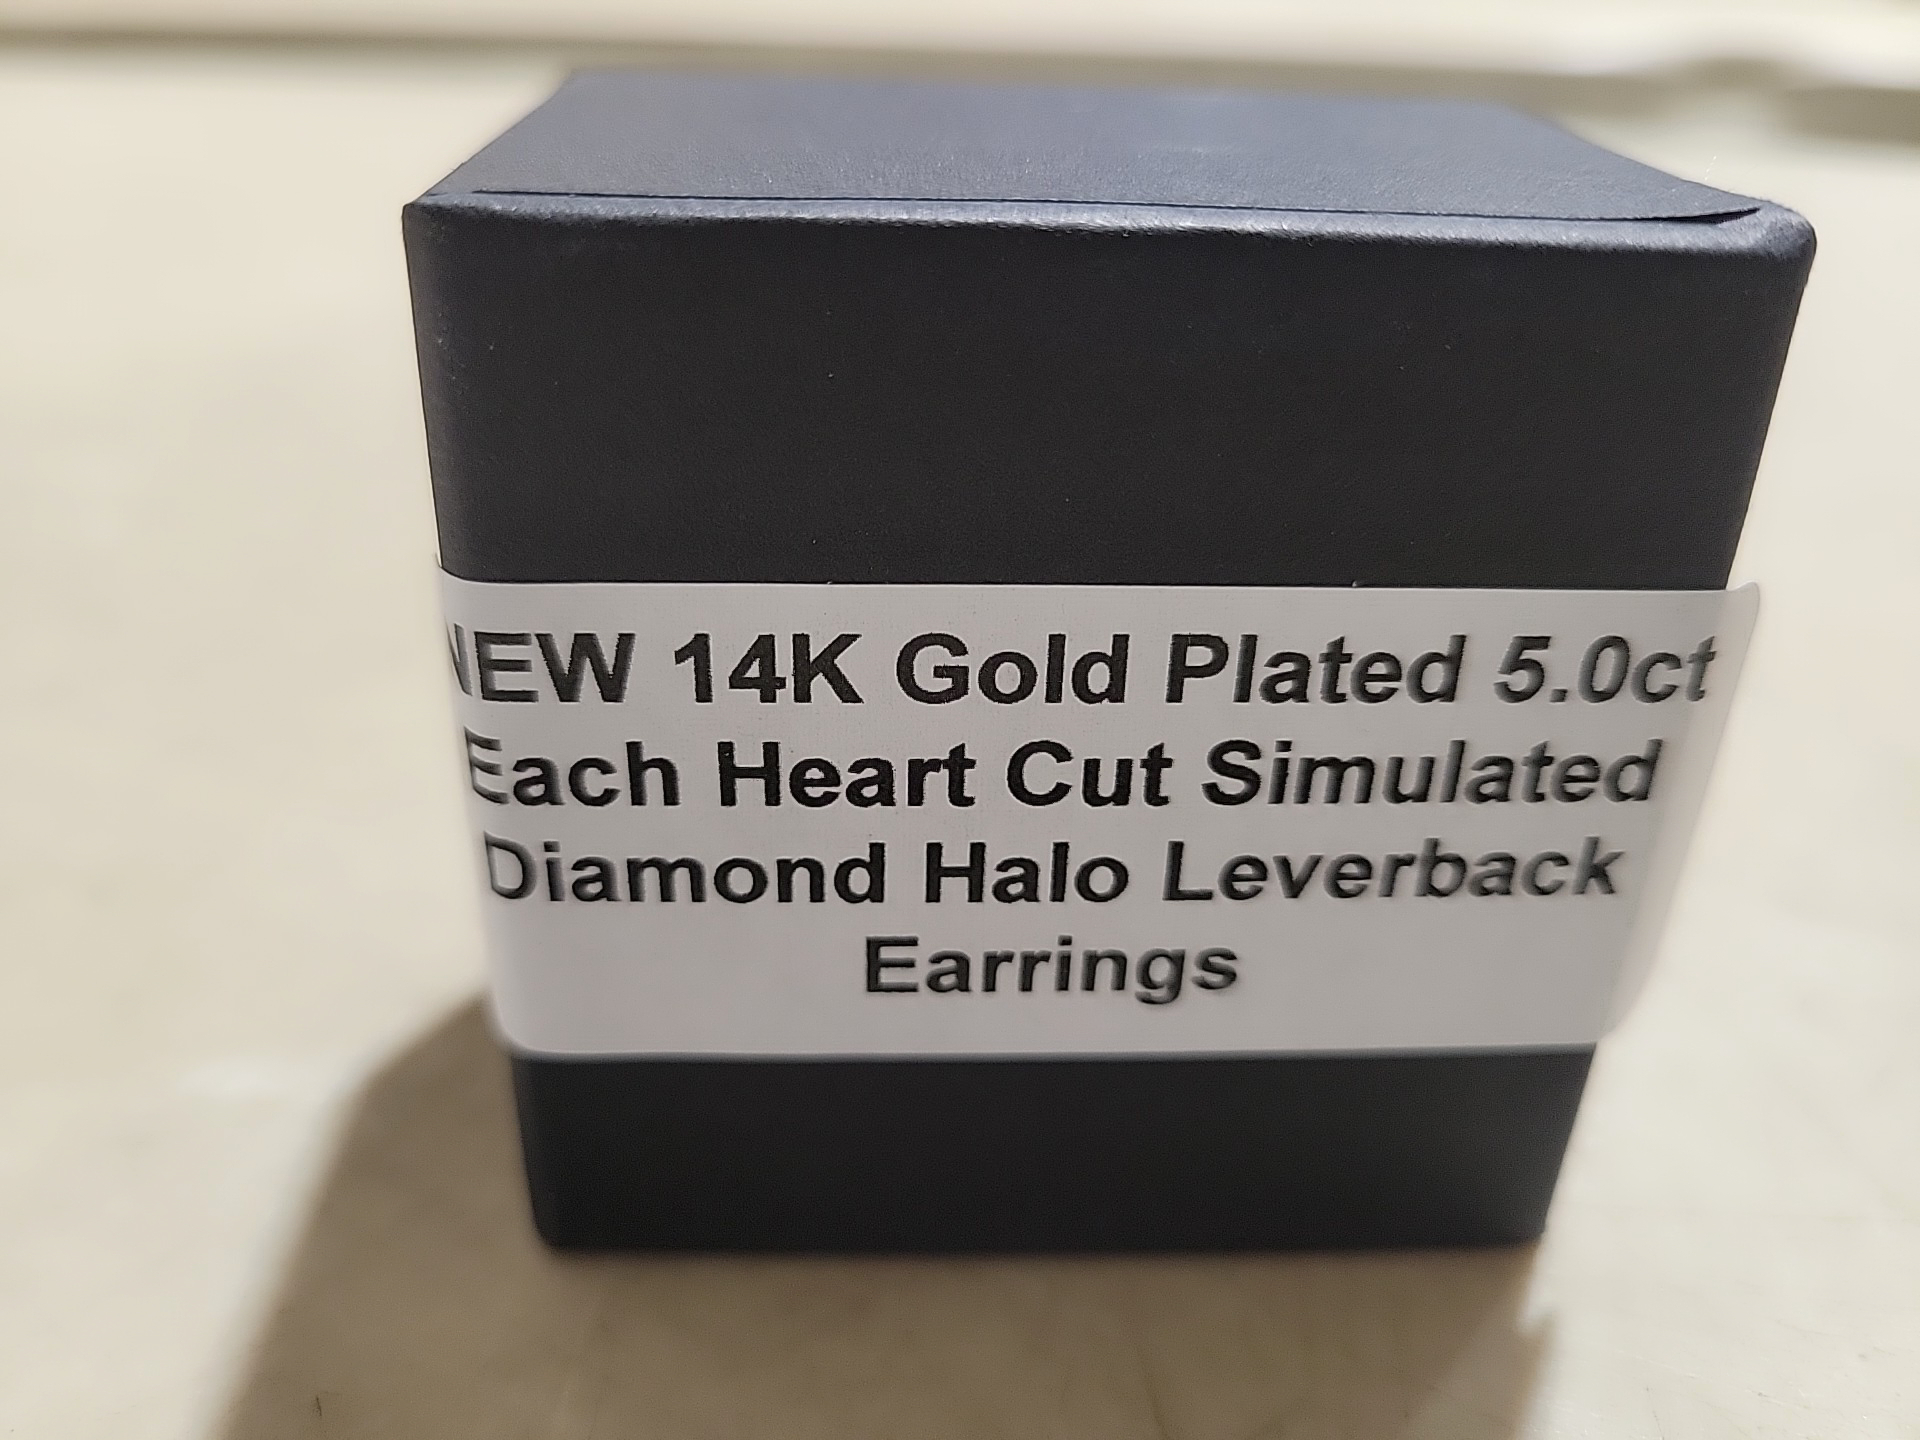 NEW 14K Gold Plated 5.0ct
Each Heart Cut Simulated
Diamond Halo Leverback
Earrings